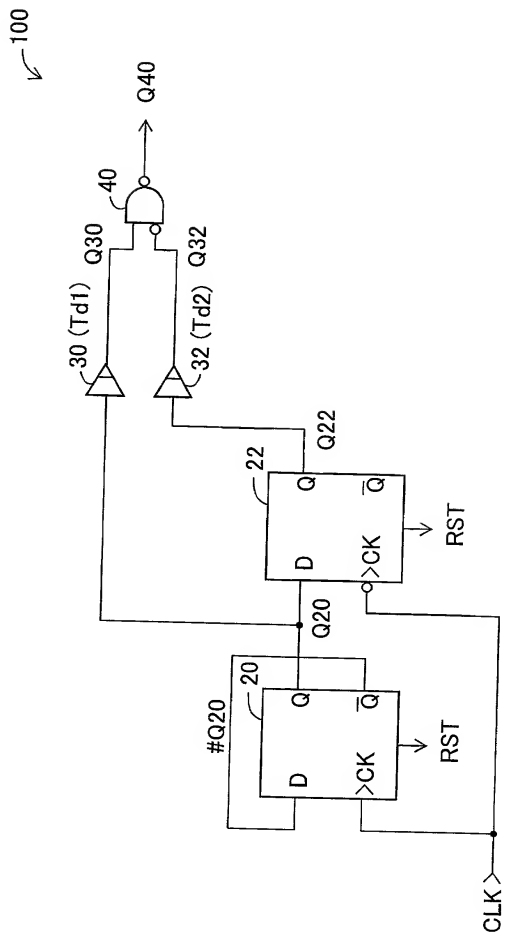 100
Q40
40
Q30
Q32
30 (Td1)
32 (Td2)
Q22
22
D
Q
>CK
Q̅
RST
Q20
#Q20
20
D
Q
>CK
Q̅
RST
CLK